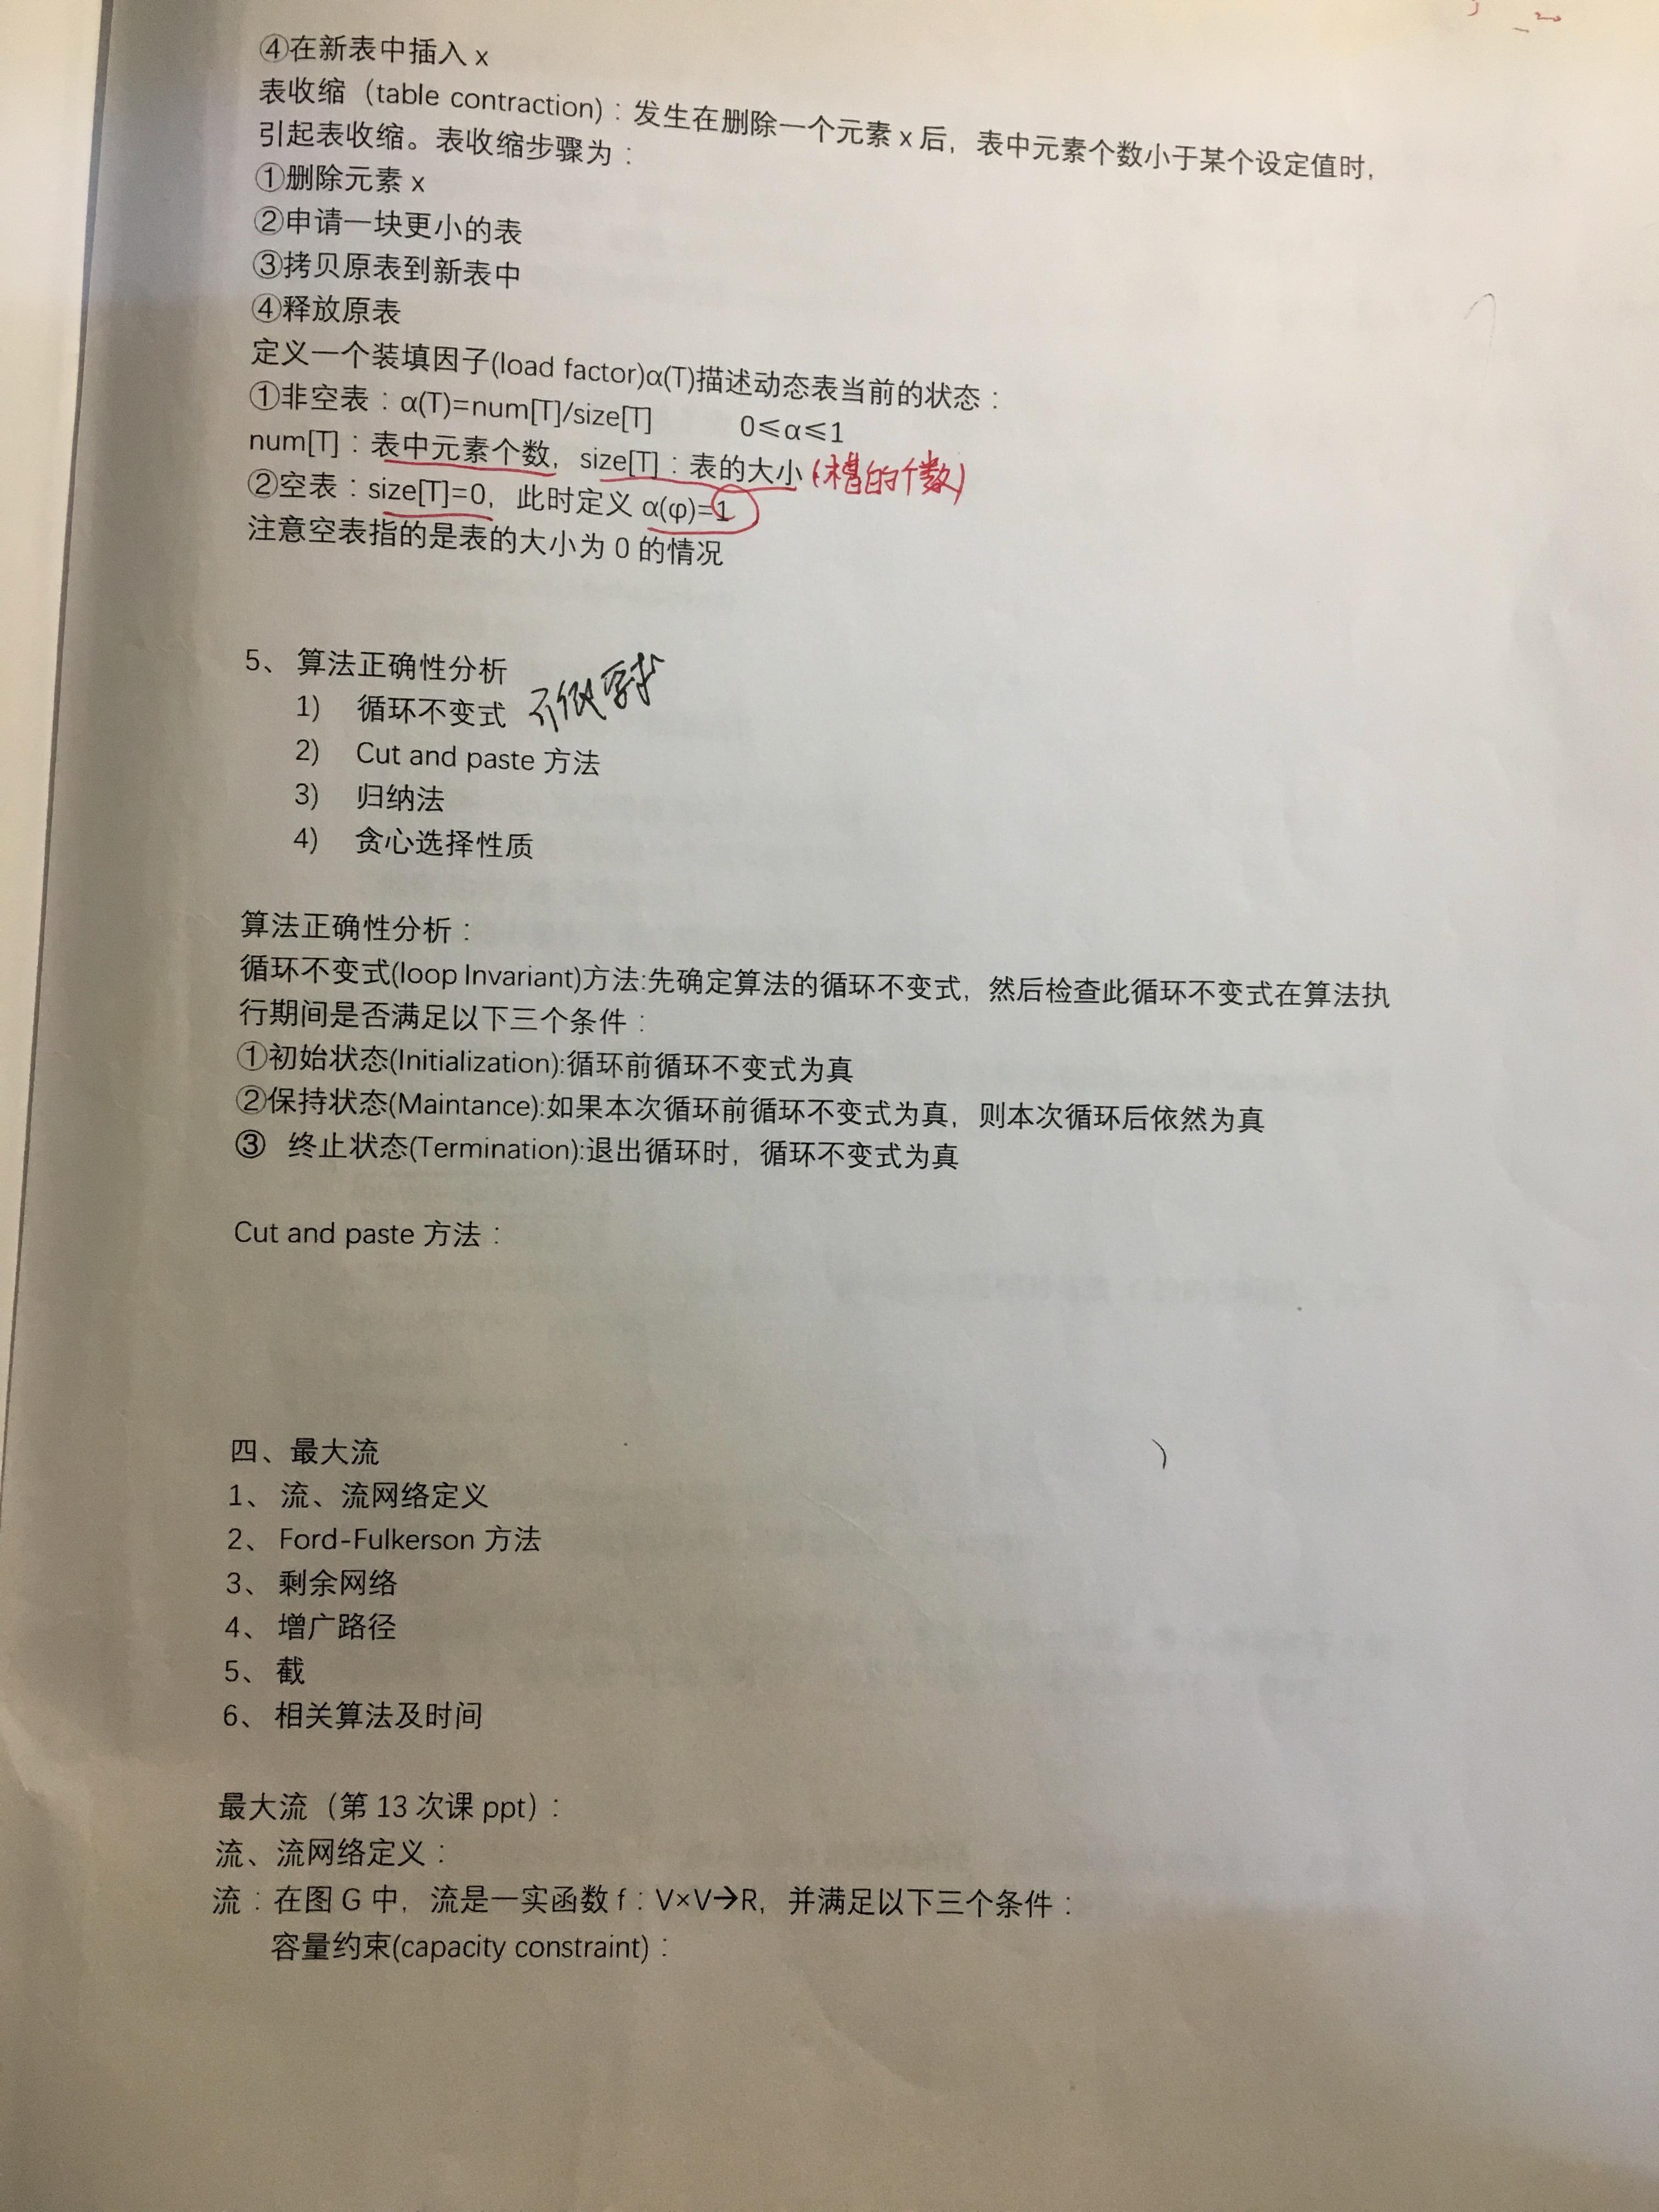 ④在新表中插入 x
表收缩（table contraction)：发生在删除一个元素 x 后，表中元素个数小于某个设定值时，
引起表收缩。表收缩步骤为：
①删除元素 x
②申请一块更小的表
③拷贝原表到新表中
④释放原表
定义一个装填因子(load factor)α(T)描述动态表当前的状态：
①非空表：α(T)=num[T]/size[T] 0≤α≤1
num[T]：表中元素个数，size[T]：表的大小 (槽的个数)
②空表：size[T]=0，此时定义 α(φ)=1
注意空表指的是表的大小为 0 的情况
5、算法正确性分析
1) 循环不变式
2) Cut and paste 方法
3) 归纳法
4) 贪心选择性质
算法正确性分析：
循环不变式(loop Invariant)方法:先确定算法的循环不变式，然后检查此循环不变式在算法执
行期间是否满足以下三个条件：
①初始状态(Initialization):循环前循环不变式为真
②保持状态(Maintance):如果本次循环前循环不变式为真，则本次循环后依然为真
③ 终止状态(Termination):退出循环时，循环不变式为真
Cut and paste 方法：
四、最大流
1、流、流网络定义
2、Ford-Fulkerson 方法
3、剩余网络
4、增广路径
5、截
6、相关算法及时间
最大流（第 13 次课 ppt）：
流、流网络定义：
流：在图 G 中，流是一实函数 f：V×V→R，并满足以下三个条件：
容量约束(capacity constraint)：